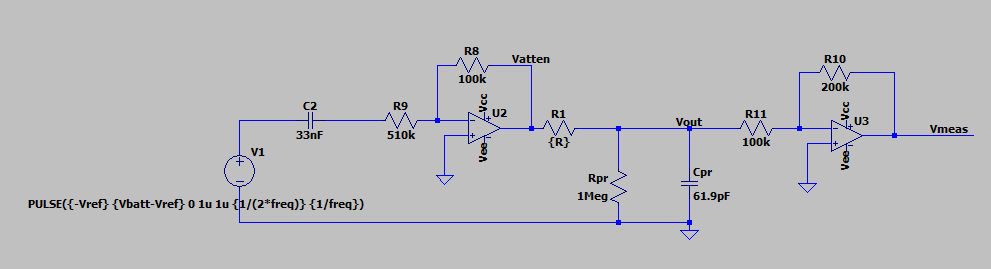 R8
100k
Vatten
Vcc
U2
Vee
C2
33nF
R9
510k
R1
{R}
Vout
R11
100k
R10
200k
Vcc
U3
Vee
Vmeas
V1
PULSE({-Vref} {Vbatt-Vref} 0 1u 1u {1/(2*freq)} {1/freq})
Rpr
1Meg
Cpr
61.9pF